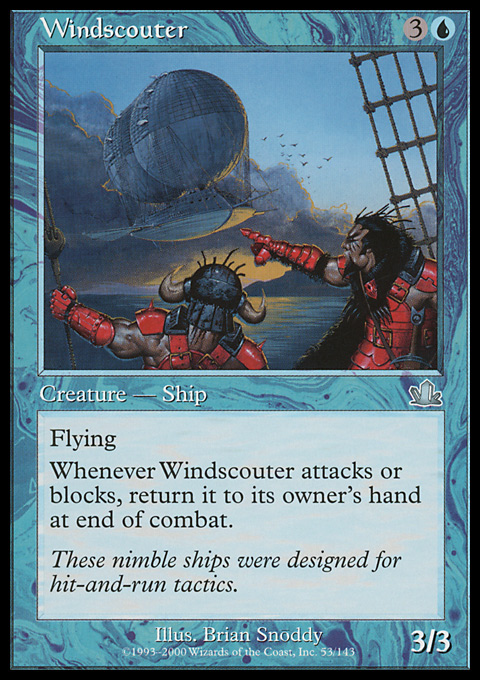 Windscouter 3
Creature — Ship
Flying
Whenever Windscouter attacks or
blocks, return it to its owner's hand
at end of combat.
These nimble ships were designed for
hit-and-run tactics.
Illus. Brian Snoddy
©1993–2000 Wizards of the Coast, Inc. 53/143
3/3